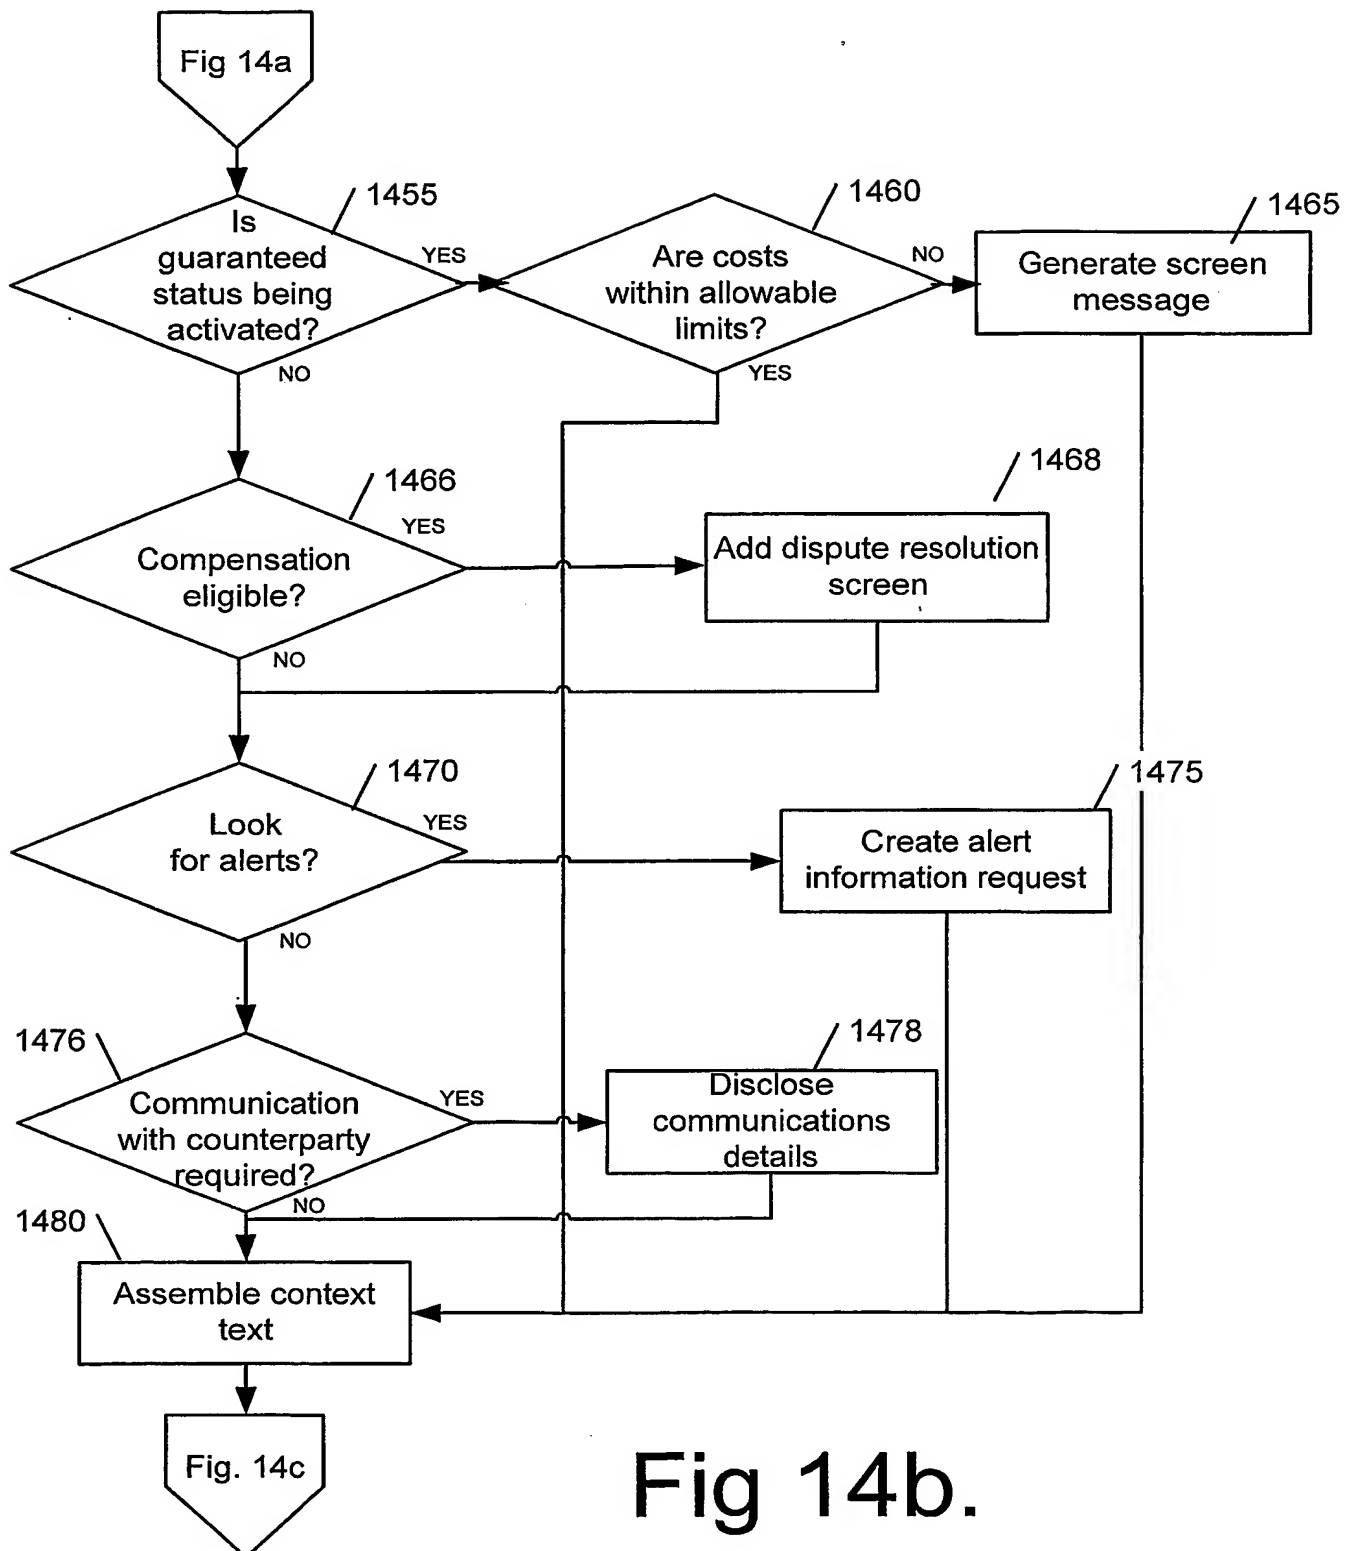 Fig 14a
1455
Is
guaranteed
status being
activated?
YES
NO
1460
Are costs
within allowable
limits?
NO
YES
1465
Generate screen
message
1466
Compensation
eligible?
YES
NO
1468
Add dispute resolution
screen
1470
Look
for alerts?
YES
NO
1475
Create alert
information request
1476
Communication
with counterparty
required?
YES
NO
1478
Disclose
communications
details
1480
Assemble context
text
Fig. 14c
Fig 14b.